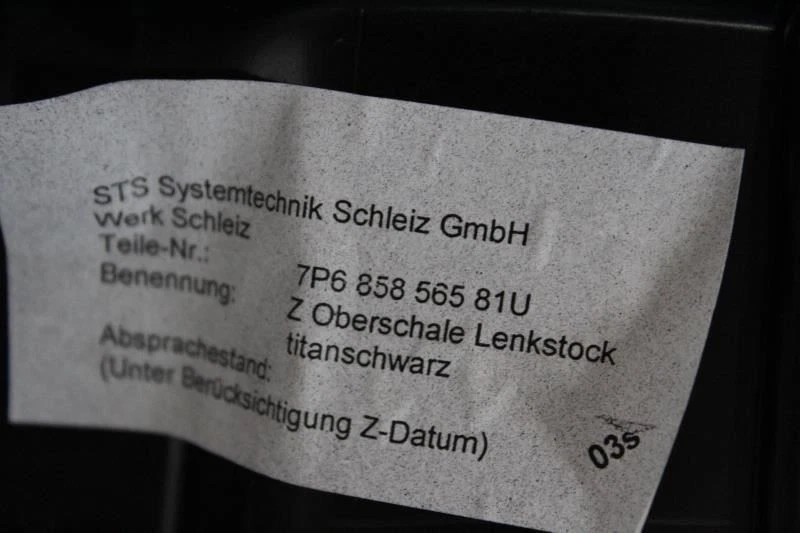 STS Systemtechnik Schleiz GmbH
Werk Schleiz
Teile-Nr.: 7P6 858 565 81U
Benennung: Z Oberschale Lenkstock
titanschwarz
Absprachestand:
(Unter Berücksichtigung Z-Datum)
03s